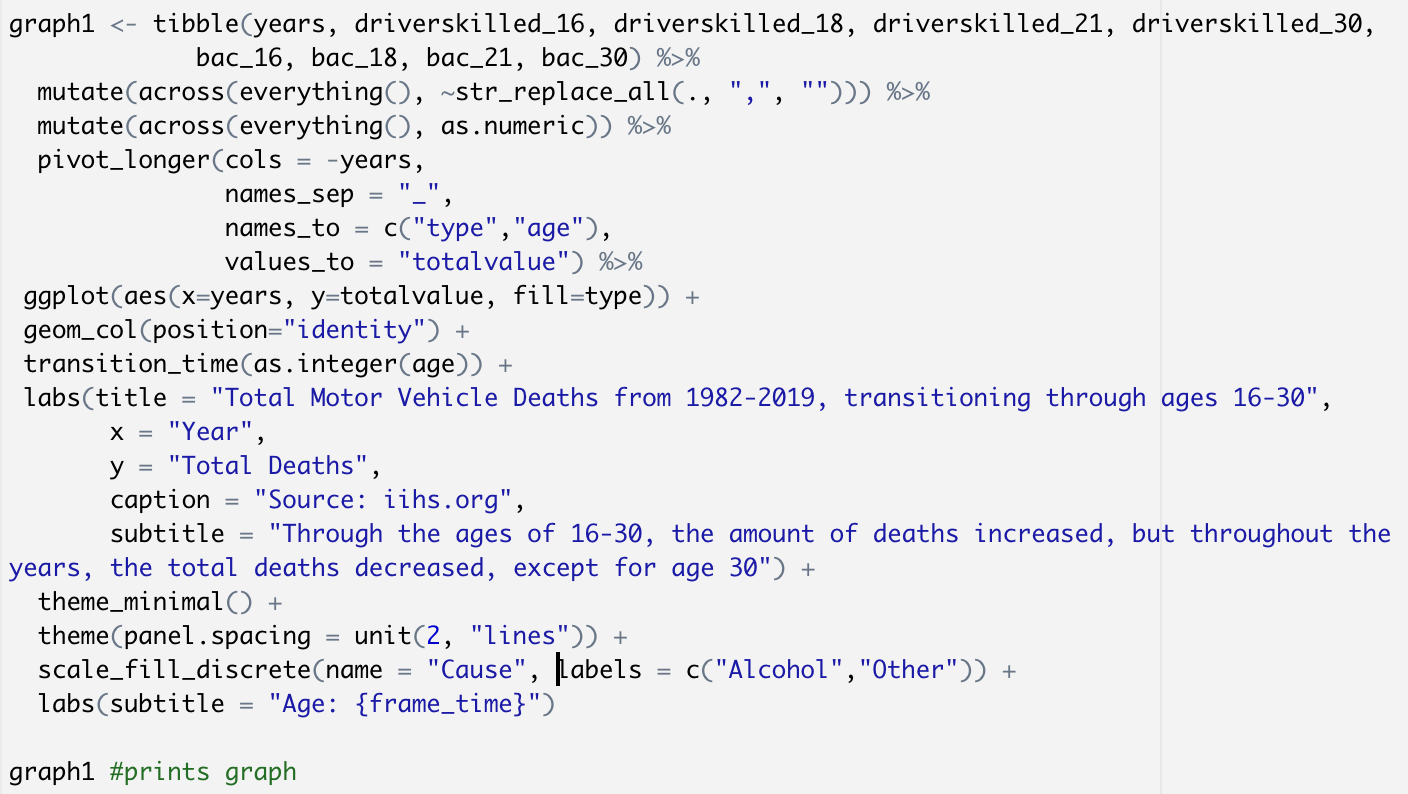 graph1 <- tibble(years, driverskilled_16, driverskilled_18, driverskilled_21, driverskilled_30,
             bac_16, bac_18, bac_21, bac_30) %>%
  mutate(across(everything(), ~str_replace_all(., ",", ""))) %>%
  mutate(across(everything(), as.numeric)) %>%
  pivot_longer(cols = -years,
               names_sep = "_",
               names_to = c("type","age"),
               values_to = "totalvalue") %>%
 ggplot(aes(x=years, y=totalvalue, fill=type)) +
 geom_col(position="identity") +
 transition_time(as.integer(age)) +
 labs(title = "Total Motor Vehicle Deaths from 1982-2019, transitioning through ages 16-30",
       x = "Year",
       y = "Total Deaths",
       caption = "Source: iihs.org",
       subtitle = "Through the ages of 16-30, the amount of deaths increased, but throughout the
years, the total deaths decreased, except for age 30") +
  theme_minimal() +
  theme(panel.spacing = unit(2, "lines")) +
  scale_fill_discrete(name = "Cause", labels = c("Alcohol","Other")) +
  labs(subtitle = "Age: {frame_time}")

graph1 #prints graph